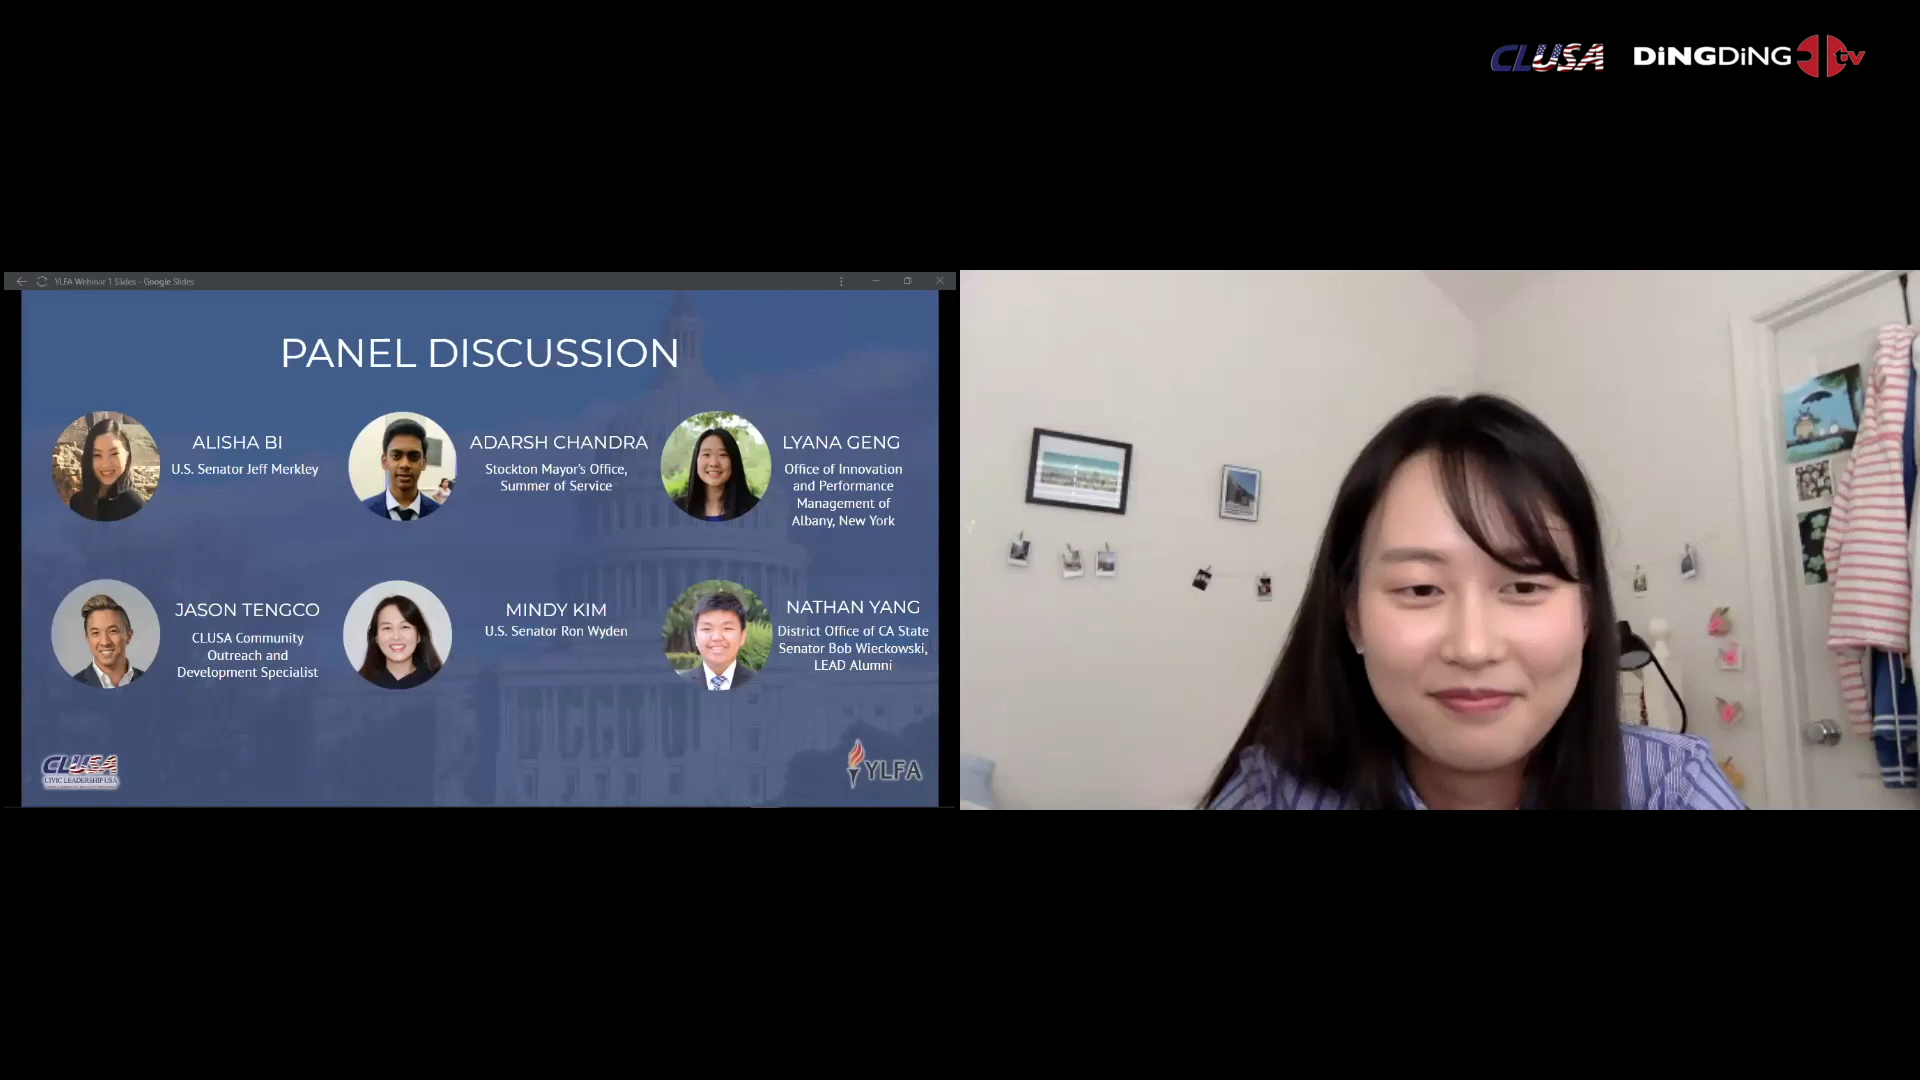 CLUSA DiNGDiNG tv
YLFA Webinar 1 Slides - Google Slides
PANEL DISCUSSION
ALISHA BI
U.S. Senator Jeff Merkley
ADARSH CHANDRA
Stockton Mayor's Office,
Summer of Service
LYANA GENG
Office of Innovation
and Performance
Management of
Albany, New York
JASON TENGCO
CLUSA Community
Outreach and
Development Specialist
MINDY KIM
U.S. Senator Ron Wyden
NATHAN YANG
District Office of CA State
Senator Bob Wieckowski,
LEAD Alumni
CLUSA
CIVIC LEADERSHIP USA
YLFA